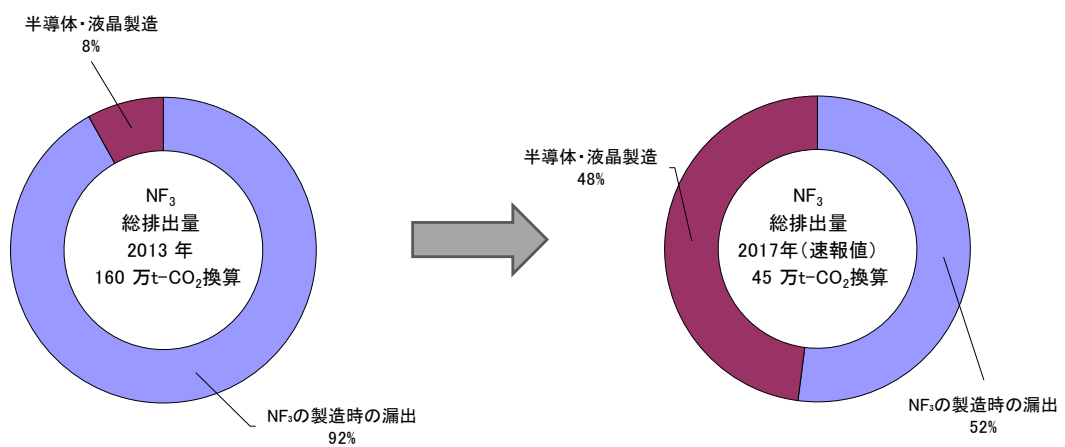 半導体・液晶製造
8%
NF₃
総排出量
2013 年
160 万t-CO₂換算
NF₃の製造時の漏出
92%
半導体・液晶製造
48%
NF₃
総排出量
2017年(速報値)
45 万t-CO₂換算
NF₃の製造時の漏出
52%